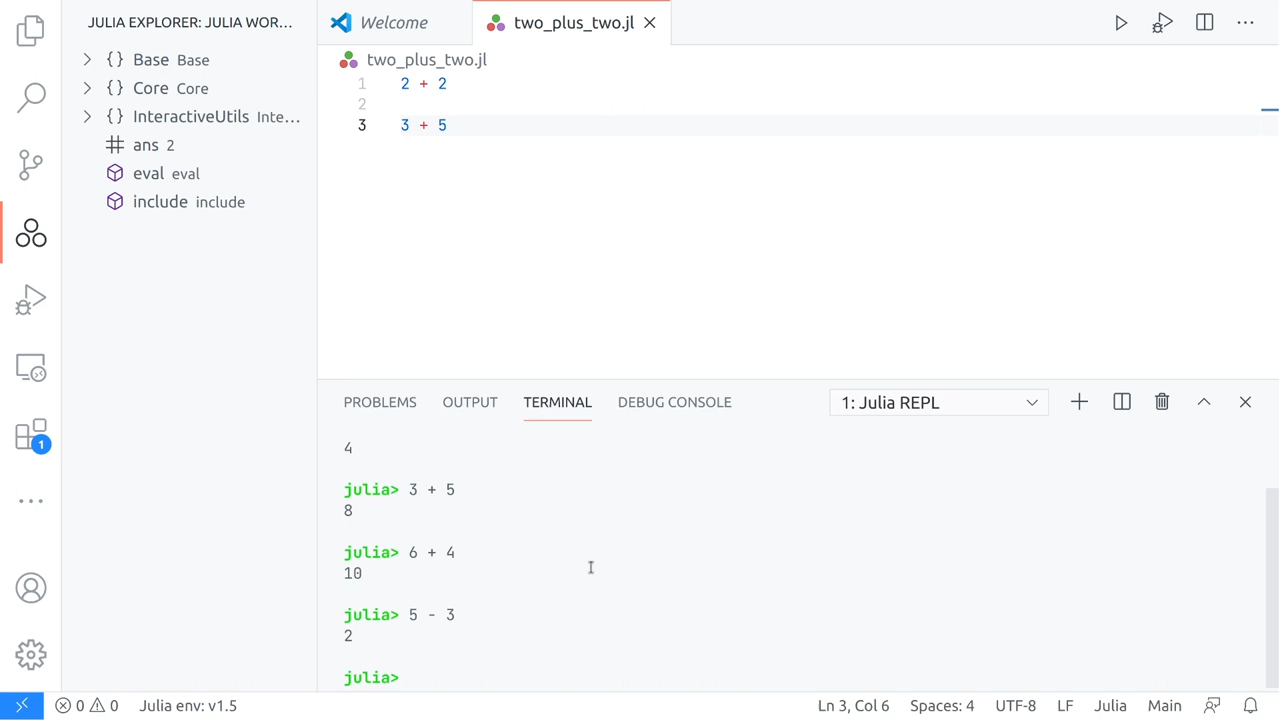 JULIA EXPLORER: JULIA WOR...
Base Base
Core Core
InteractiveUtils Inte...
ans 2
eval eval
include include
1
Welcome
two_plus_two.jl
two_plus_two.jl
1 2 + 2
2
3 3 + 5
PROBLEMS OUTPUT TERMINAL DEBUG CONSOLE 1: Julia REPL
4
julia> 3 + 5
8
julia> 6 + 4
10
julia> 5 - 3
2
julia>
0 0 Julia env: v1.5 Ln 3, Col 6 Spaces: 4 UTF-8 LF Julia Main